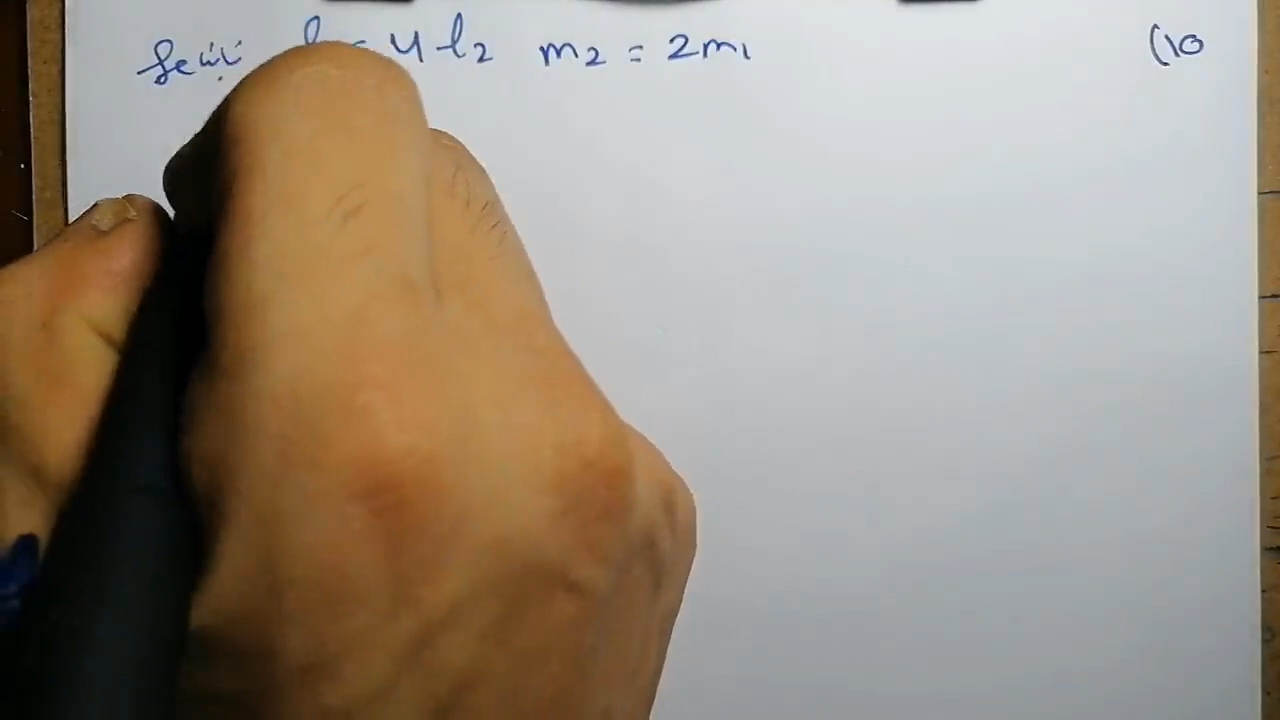 l = 4 l2 m2 = 2m1 (10